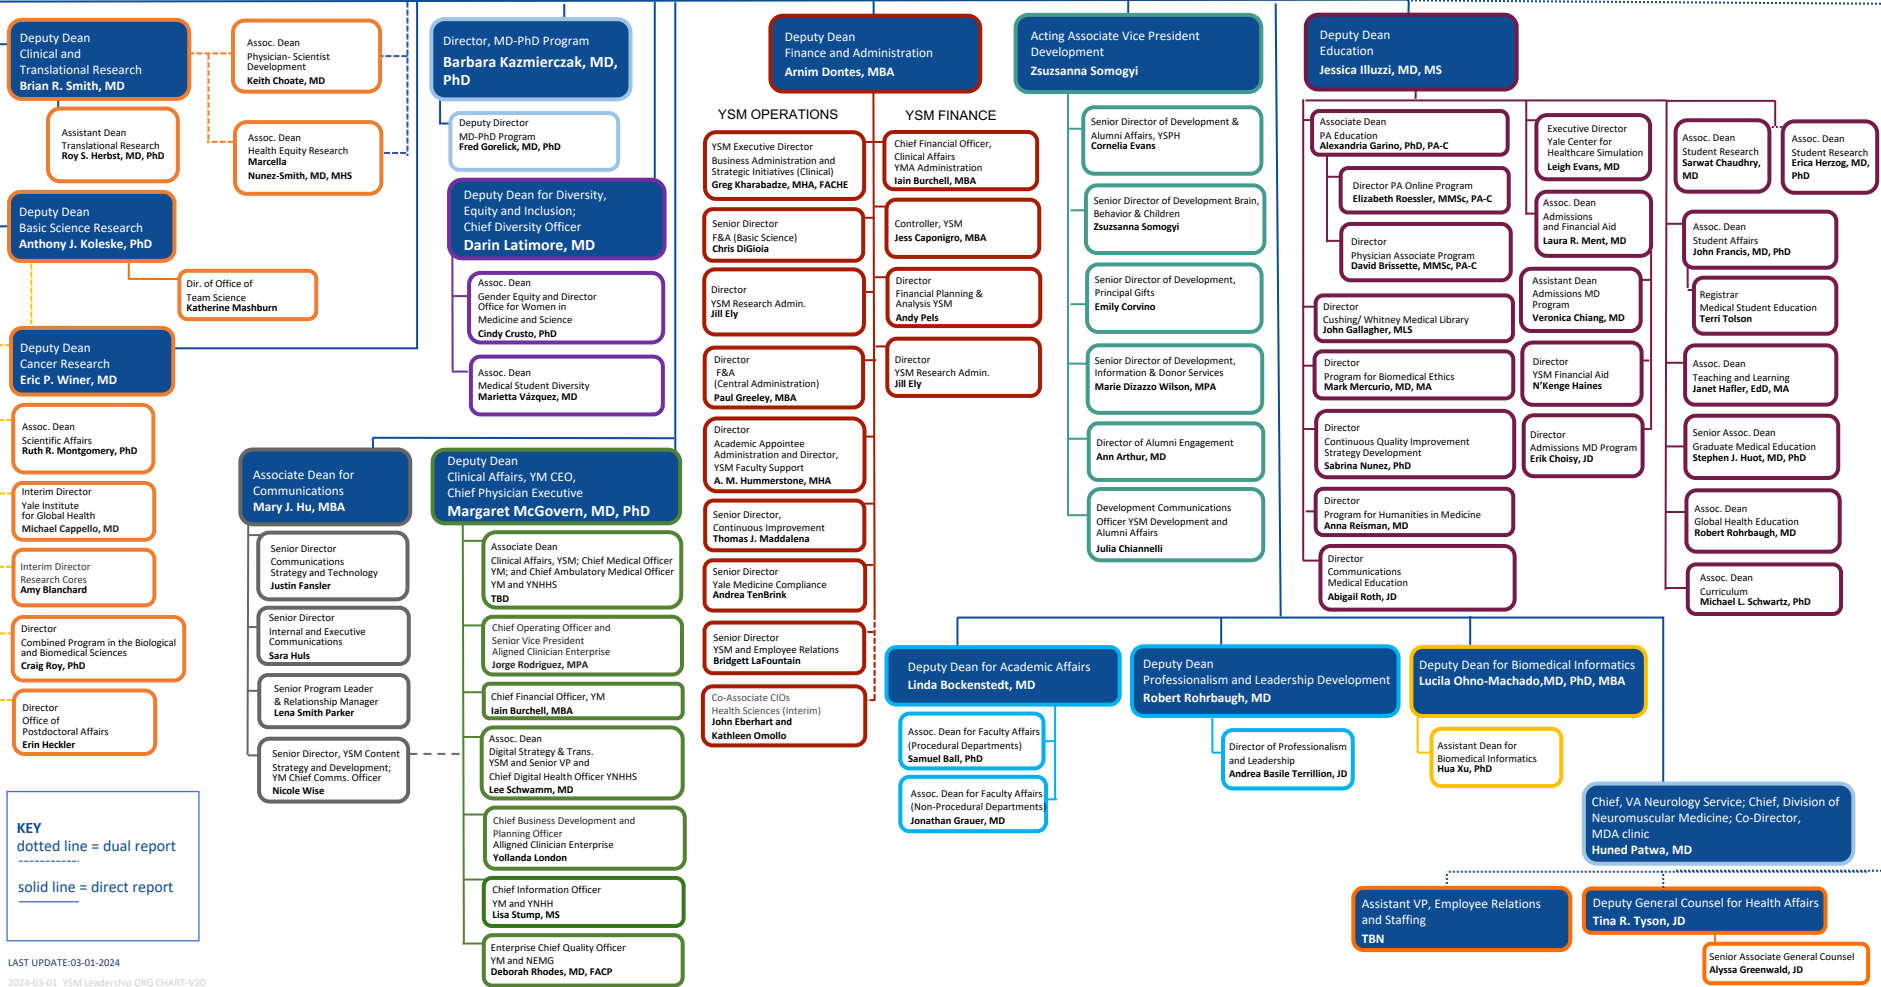 Deputy Dean
Clinical and
Translational Research
Brian R. Smith, MD
Assoc. Dean
Physician- Scientist
Development
Keith Choate, MD
Assistant Dean
Translational Research
Roy S. Herbst, MD, PhD
Assoc. Dean
Health Equity Research
Marcella
Nunez-Smith, MD, MHS
Deputy Dean
Basic Science Research
Anthony J. Koleske, PhD
Dir. of Office of
Team Science
Katherine Mashburn
Deputy Dean
Cancer Research
Eric P. Winer, MD
Assoc. Dean
Scientific Affairs
Ruth R. Montgomery, PhD
Interim Director
Yale Institute
for Global Health
Michael Cappello, MD
Interim Director
Research Cores
Amy Blanchard
Director
Combined Program in the Biological
and Biomedical Sciences
Craig Roy, PhD
Director
Office of
Postdoctoral Affairs
Erin Heckler
KEY
dotted line = dual report
solid line = direct report
LAST UPDATE:03-01-2024
2024-03-01 YSM Leadership ORG CHART-V20
Director, MD-PhD Program
Barbara Kazmierczak, MD,
PhD
Deputy Director
MD-PhD Program
Fred Gorelick, MD, PhD
Deputy Dean for Diversity,
Equity and Inclusion;
Chief Diversity Officer
Darin Latimore, MD
Assoc. Dean
Gender Equity and Director
Office for Women in
Medicine and Science
Cindy Crusto, PhD
Assoc. Dean
Medical Student Diversity
Marietta Vázquez, MD
Associate Dean for
Communications
Mary J. Hu, MBA
Senior Director
Communications
Strategy and Technology
Justin Fansler
Senior Director
Internal and Executive
Communications
Sara Huls
Senior Program Leader
& Relationship Manager
Lena Smith Parker
Senior Director, YSM Content
Strategy and Development;
YM Chief Comms. Officer
Nicole Wise
Deputy Dean
Clinical Affairs, YM CEO,
Chief Physician Executive
Margaret McGovern, MD, PhD
Associate Dean
Clinical Affairs, YSM; Chief Medical Officer
YM; and Chief Ambulatory Medical Officer
YM and YNHHS
TBD
Chief Operating Officer and
Senior Vice President
Aligned Clinician Enterprise
Jorge Rodriguez, MPA
Chief Financial Officer, YM
Iain Burchell, MBA
Assoc. Dean
Digital Strategy & Trans.
YSM and Senior VP and
Chief Digital Health Officer YNHHS
Lee Schwamm, MD
Chief Business Development and
Planning Officer
Alligned Clinician Enterprise
Yollanda London
Chief Information Officer
YM and YNHH
Lisa Stump, MS
Enterprise Chief Quality Officer
YM and NEMG
Deborah Rhodes, MD, FACP
Deputy Dean
Finance and Administration
Arnim Dontes, MBA
YSM OPERATIONS
YSM Executive Director
Business Administration and
Strategic Initiatives (Clinical)
Greg Kharabadze, MHA, FACHE
Senior Director
F&A (Basic Science)
Chris DiGioia
Director
YSM Research Admin.
Jill Ely
Director
F&A
(Central Administration)
Paul Greeley, MBA
Director
Academic Appointee
Administration and Director,
YSM Faculty Support
A. M. Hummerstone, MHA
Senior Director,
Continuous Improvement
Thomas J. Maddalena
Senior Director
Yale Medicine Compliance
Andrea TenBrink
Senior Director
YSM and Employee Relations
Bridgett LaFountain
Co-Associate CIOs
Health Sciences (Interim)
John Eberhart and
Kathleen Omollo
YSM FINANCE
Chief Financial Officer,
Clinical Affairs
YMA Administration
Iain Burchell, MBA
Controller, YSM
Jess Caponigro, MBA
Director
Financial Planning &
Analysis YSM
Andy Pels
Director
YSM Research Admin.
Jill Ely
Acting Associate Vice President
Development
Zsuzsanna Somogyi
Senior Director of Development &
Alumni Affairs, YSPH
Cornelia Evans
Senior Director of Development Brain,
Behavior & Children
Zsuzsanna Somogyi
Senior Director of Development,
Principal Gifts
Emily Corvino
Senior Director of Development,
Information & Donor Services
Marie Dizazzo Wilson, MPA
Director of Alumni Engagement
Ann Arthur, MD
Development Communications
Officer YSM Development and
Alumni Affairs
Julia Chiannelli
Deputy Dean
Education
Jessica Illuzzi, MD, MS
Associate Dean
PA Education
Alexandria Garino, PhD, PA-C
Director PA Online Program
Elizabeth Roessler, MMSc, PA-C
Director
Physician Associate Program
David Brissette, MMSc, PA-C
Director
Cushing/ Whitney Medical Library
John Gallagher, MLS
Director
Program for Biomedical Ethics
Mark Mercurio, MD, MA
Director
Continuous Quality Improvement
Strategy Development
Sabrina Nunez, PhD
Director
Program for Humanities in Medicine
Anna Reisman, MD
Director
Communications
Medical Education
Abigail Roth, JD
Executive Director
Yale Center for
Healthcare Simulation
Leigh Evans, MD
Assoc. Dean
Admissions
and Financial Aid
Laura R. Ment, MD
Assistant Dean
Admissions MD
Program
Veronica Chiang, MD
Director
YSM Financial Aid
N'Kenge Haines
Director
Admissions MD Program
Erik Choisy, JD
Assoc. Dean
Student Research
Sarwat Chaudhry,
MD
Assoc. Dean
Student Research
Erica Herzog, MD,
PhD
Assoc. Dean
Student Affairs
John Francis, MD, PhD
Registrar
Medical Student Education
Terri Tolson
Assoc. Dean
Teaching and Learning
Janet Hafler, EdD, MA
Senior Assoc. Dean
Graduate Medical Education
Stephen J. Huot, MD, PhD
Assoc. Dean
Global Health Education
Robert Rohrbaugh, MD
Assoc. Dean
Curriculum
Michael L. Schwartz, PhD
Deputy Dean for Academic Affairs
Linda Bockenstedt, MD
Assoc. Dean for Faculty Affairs
(Procedural Departments)
Samuel Ball, PhD
Assoc. Dean for Faculty Affairs
(Non-Procedural Departments)
Jonathan Grauer, MD
Deputy Dean
Professionalism and Leadership Development
Robert Rohrbaugh, MD
Director of Professionalism
and Leadership
Andrea Basile Terrillion, JD
Deputy Dean for Biomedical Informatics
Lucila Ohno-Machado,MD, PhD, MBA
Assistant Dean for
Biomedical Informatics
Hua Xu, PhD
Chief, VA Neurology Service; Chief, Division of
Neuromuscular Medicine; Co-Director,
MDA clinic
Huned Patwa, MD
Assistant VP, Employee Relations
and Staffing
TBN
Deputy General Counsel for Health Affairs
Tina R. Tyson, JD
Senior Associate General Counsel
Alyssa Greenwald, JD